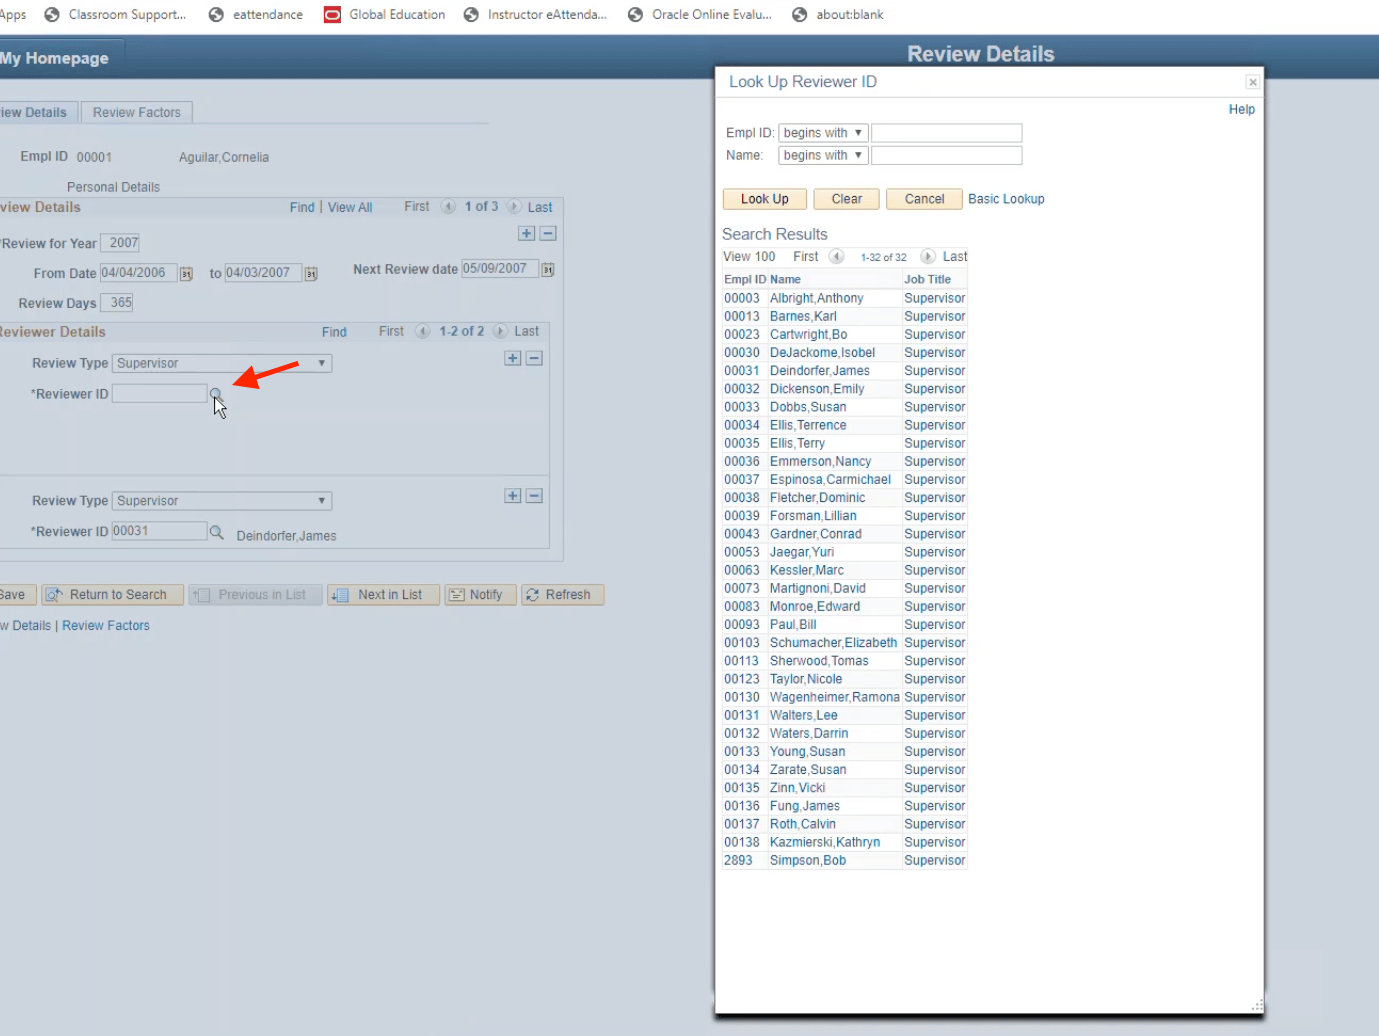 Apps Classroom Support... eattendance Global Education Instructor eAttenda... Oracle Online Evalu... about:blank
My Homepage
Review Details
iew Details Review Factors
Empl ID 00001 Aguilar,Cornelia
Personal Details
view Details Find | View All First 1 of 3 Last
*Review for Year 2007
From Date 04/04/2006 31 to 04/03/2007 31 Next Review date 05/09/2007 31
Review Days 365
Reviewer Details Find First 1-2 of 2 Last
Review Type Supervisor
*Reviewer ID
Review Type Supervisor
*Reviewer ID 00031 Deindorfer,James
Save Return to Search Previous in List Next in List Notify Refresh
w Details | Review Factors
Look Up Reviewer ID
Help
Empl ID: begins with
Name: begins with
Look Up Clear Cancel Basic Lookup
Search Results
View 100 First 1-32 of 32 Last
Empl ID Name Job Title
00003 Albright,Anthony Supervisor
00013 Barnes,Karl Supervisor
00023 Cartwright,Bo Supervisor
00030 DeJackome,Isobel Supervisor
00031 Deindorfer,James Supervisor
00032 Dickenson,Emily Supervisor
00033 Dobbs,Susan Supervisor
00034 Ellis,Terrence Supervisor
00035 Ellis,Terry Supervisor
00036 Emmerson,Nancy Supervisor
00037 Espinosa,Carmichael Supervisor
00038 Fletcher,Dominic Supervisor
00039 Forsman,Lillian Supervisor
00043 Gardner,Conrad Supervisor
00053 Jaegar,Yuri Supervisor
00063 Kessler,Marc Supervisor
00073 Martignoni,David Supervisor
00083 Monroe,Edward Supervisor
00093 Paul,Bill Supervisor
00103 Schumacher,Elizabeth Supervisor
00113 Sherwood,Tomas Supervisor
00123 Taylor,Nicole Supervisor
00130 Wagenheimer,Ramona Supervisor
00131 Walters,Lee Supervisor
00132 Waters,Darrin Supervisor
00133 Young,Susan Supervisor
00134 Zarate,Susan Supervisor
00135 Zinn,Vicki Supervisor
00136 Fung,James Supervisor
00137 Roth,Calvin Supervisor
00138 Kazmierski,Kathryn Supervisor
2893 Simpson,Bob Supervisor